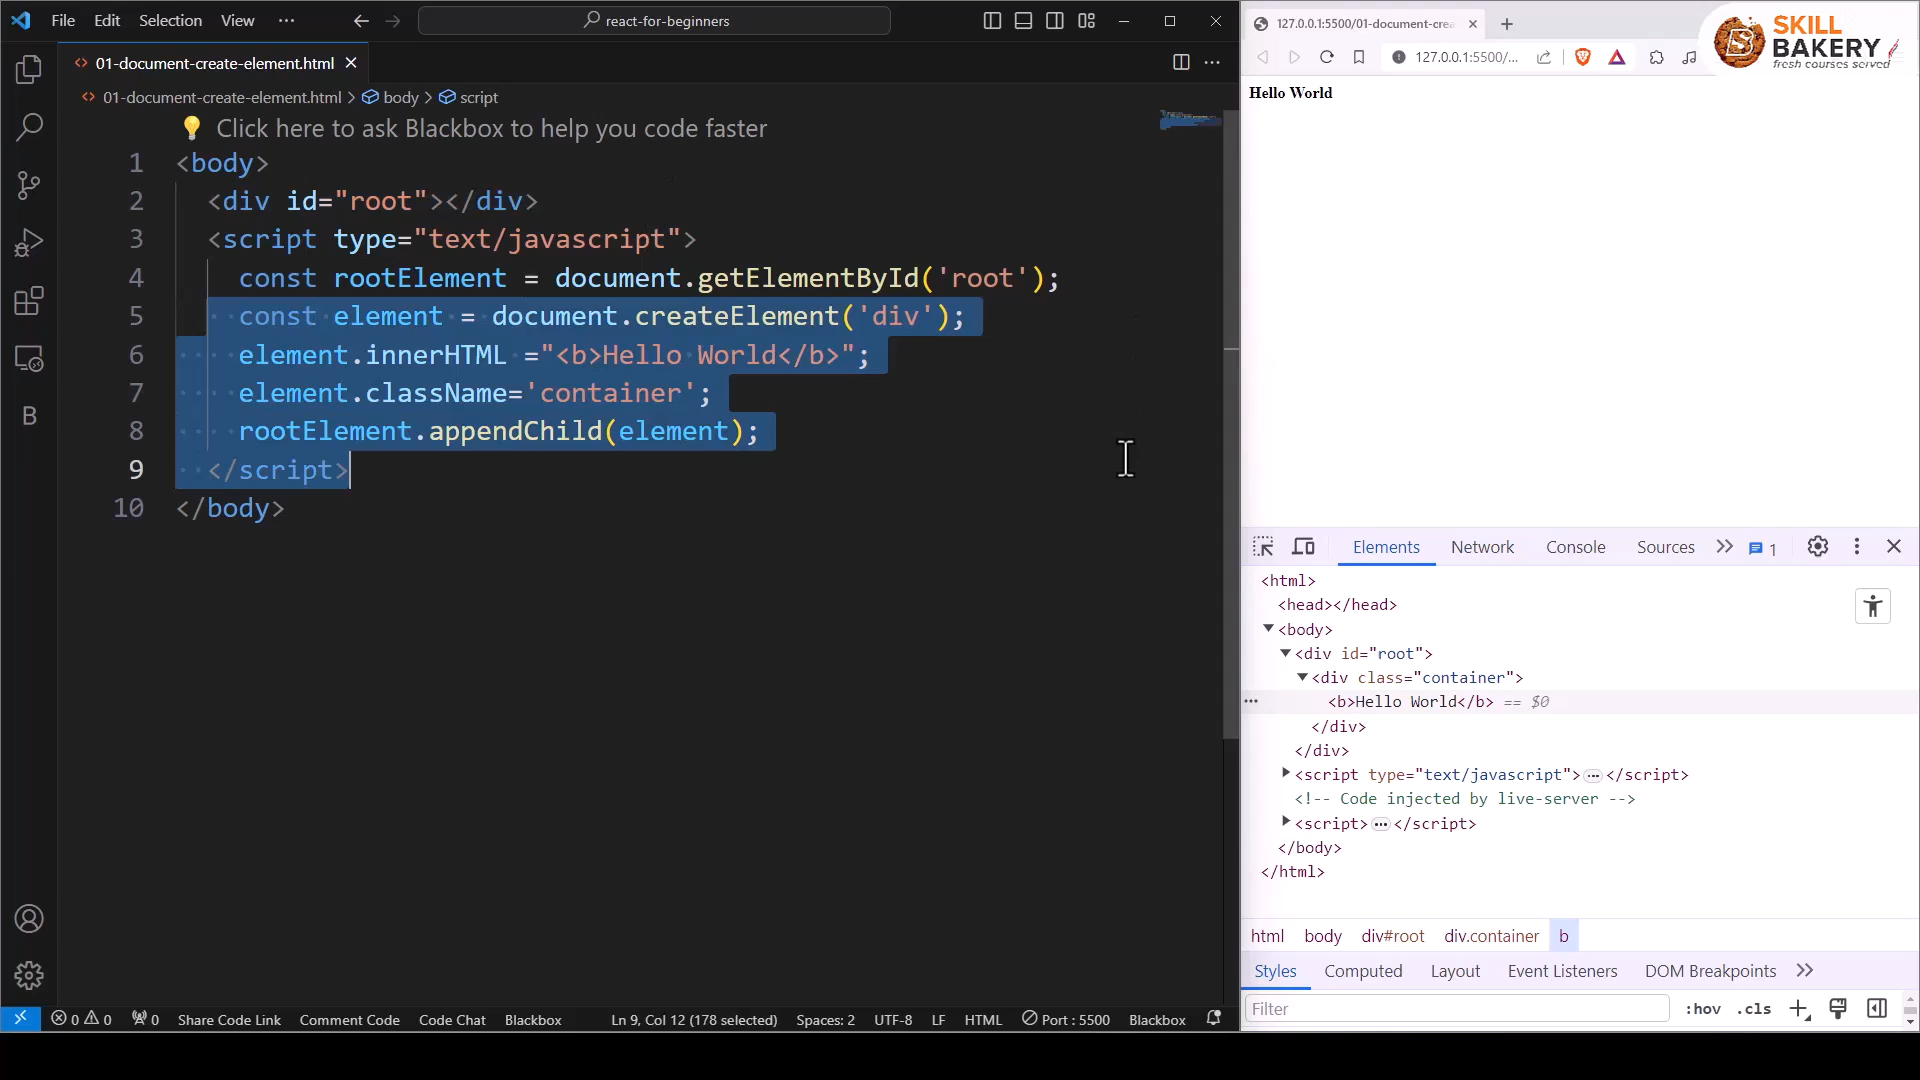 File Edit Selection View ··· react-for-beginners
01-document-create-element.html
01-document-create-element.html > body > script
Click here to ask Blackbox to help you code faster
1 <body>
2 <div id="root"></div>
3 <script type="text/javascript">
4 const rootElement = document.getElementById('root');
5 const element = document.createElement('div');
6 element.innerHTML ="<b>Hello World</b>";
7 element.className='container';
8 rootElement.appendChild(element);
9 </script>
10 </body>
B
0 0 0 Share Code Link Comment Code Code Chat Blackbox Ln 9, Col 12 (178 selected) Spaces: 2 UTF-8 LF HTML Port : 5500 Blackbox
127.0.0.1:5500/01-document-crea
127.0.0.1:5500/...
SKILL
BAKERY
fresh courses served
Hello World
Elements Network Console Sources 1
<html>
<head></head>
<body>
<div id="root">
<div class="container">
<b>Hello World</b> == $0
</div>
</div>
<script type="text/javascript">…</script>
<!-- Code injected by live-server -->
<script>…</script>
</body>
</html>
html body div#root div.container b
Styles Computed Layout Event Listeners DOM Breakpoints
Filter :hov .cls